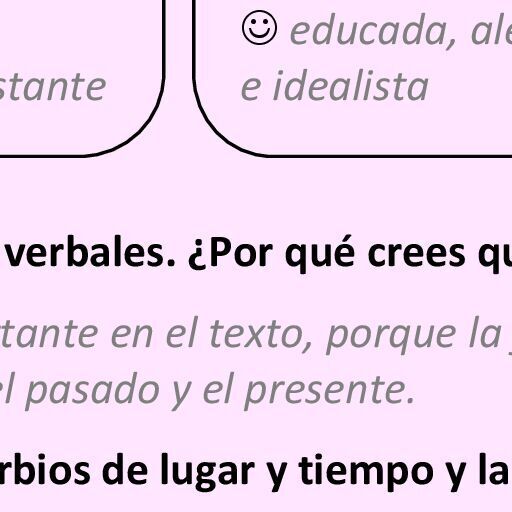 ☺ educada, ale
stante
e idealista
verbales. ¿Por qué crees qu
tante en el texto, porque la
el pasado y el presente.
rbios de lugar y tiempo y la